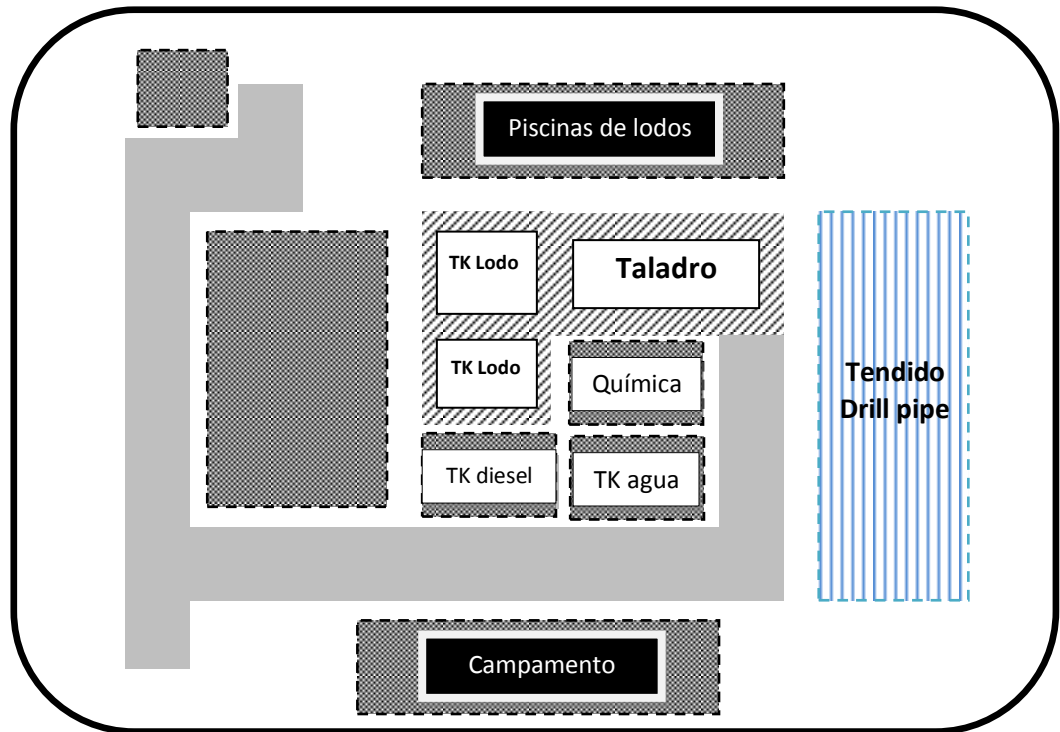 Piscinas de lodos
TK Lodo
Taladro
TK Lodo
Química
Tendido
Drill pipe
TK diesel
TK agua
Campamento